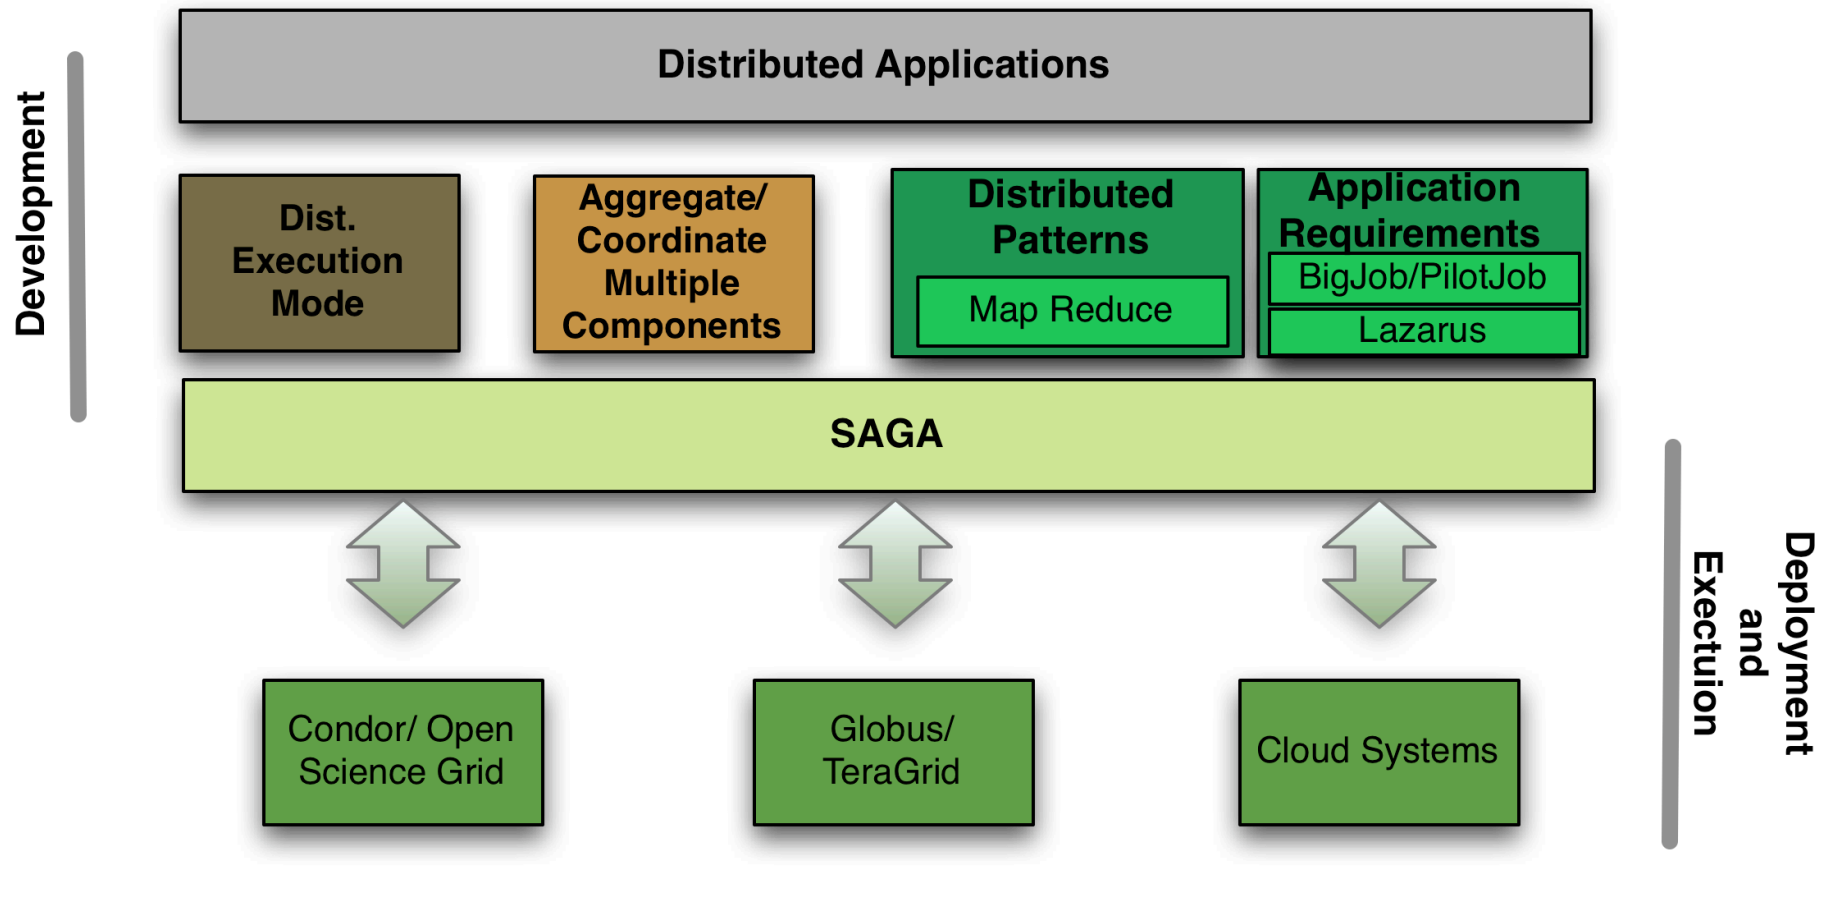 Distributed Applications
Development
Dist.
Execution
Mode
Aggregate/
Coordinate
Multiple
Components
Distributed
Patterns
Map Reduce
Application
Requirements
BigJob/PilotJob
Lazarus
SAGA
Deployment
and
Exectuion
Condor/ Open
Science Grid
Globus/
TeraGrid
Cloud Systems